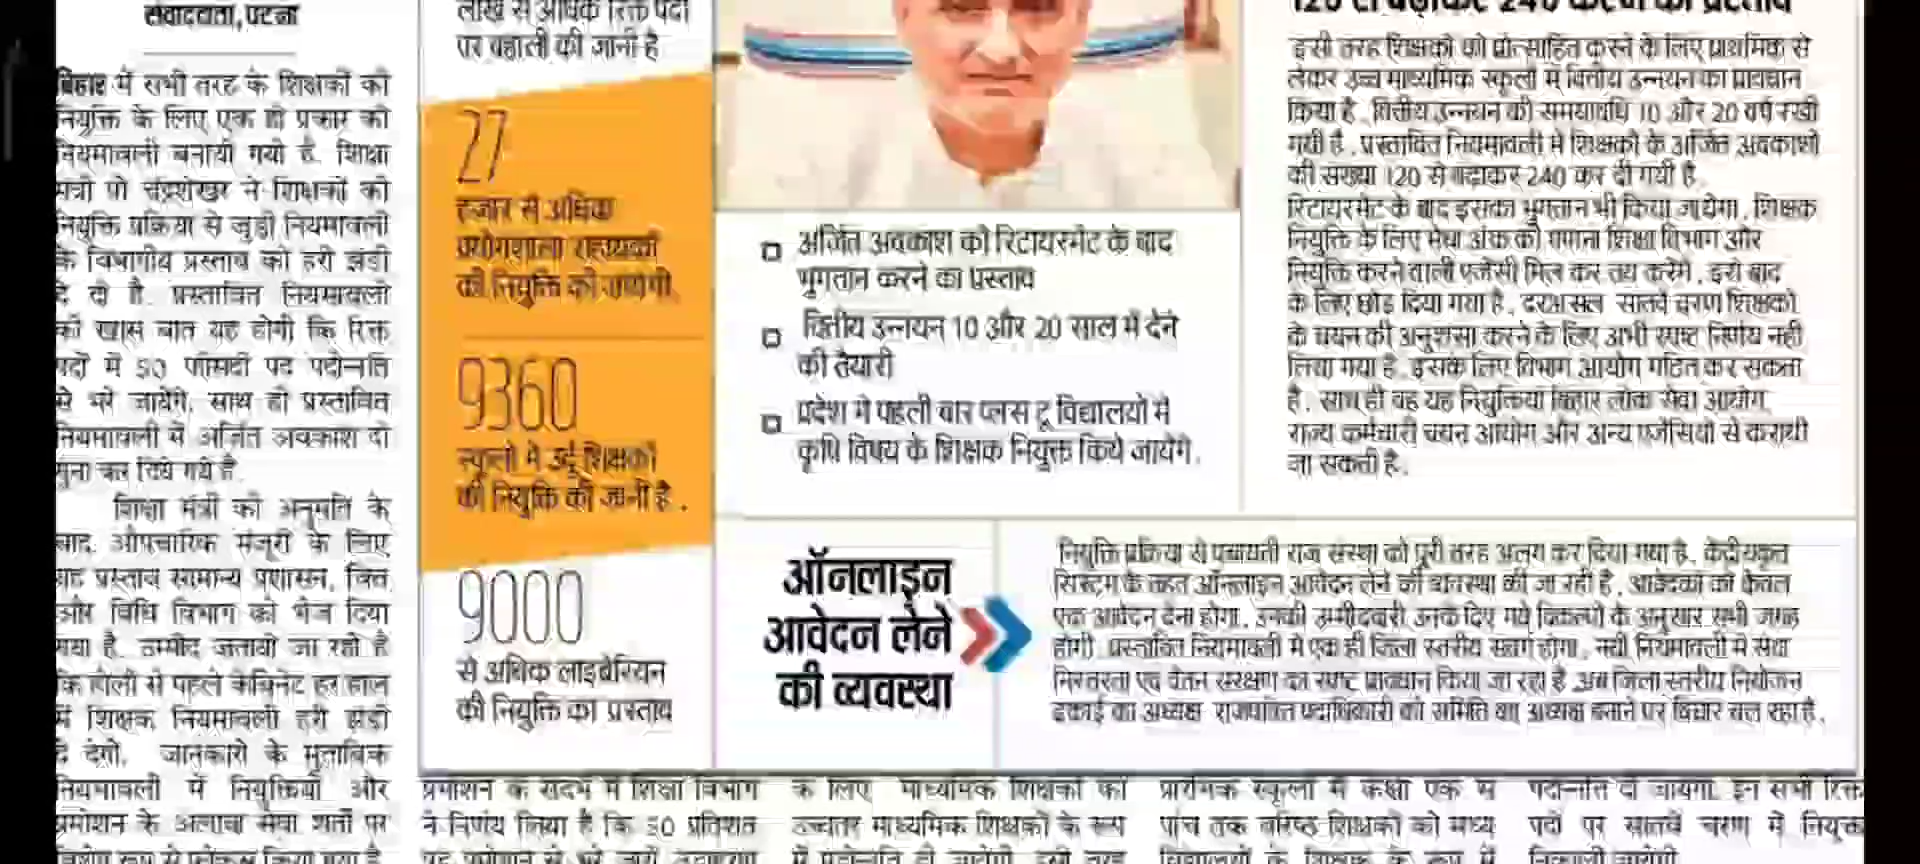 संवाददाता, पटना
बिहार में सभी तरह के शिक्षकों की
नियुक्ति के लिए एक ही प्रकार की
नियमावली बनायी गयी है. शिक्षा
मंत्री प्रो चंद्रशेखर ने शिक्षकों की
नियुक्ति प्रक्रिया से जुड़ी नियमावली
के विभागीय प्रस्ताव को हरी झंडी
दे दी है. प्रस्तावित नियमावली
की खास बात यह होगी कि रिक्त
पदों में 50 फीसदी पद पदोन्नति
से भरे जायेंगे. साथ ही प्रस्तावित
नियमावली में अर्जित अवकाश दो
गुना कर दिये गये हैं.
शिक्षा मंत्री की अनुमति के
बाद औपचारिक मंजूरी के लिए
यह प्रस्ताव सामान्य प्रशासन, वित्त
और विधि विभाग को भेज दिया
गया है. उम्मीद जतायी जा रही है
कि होली से पहले कैबिनेट हर हाल
में शिक्षक नियमावली हरी झंडी
दे देगी. जानकारी के मुताबिक
नियमावली में नियुक्तियों और
प्रमोशन के अलावा सेवा शर्तों पर
विशेष रूप से फोकस किया गया है.
लाख से अधिक रिक्त पदों
पर बहाली की जानी है
27
हजार से अधिक
प्रयोगशाला सहायकों
की नियुक्ति की जायेगी.
9360
स्कूलों में उर्दू शिक्षकों
की नियुक्ति की जानी है.
9000
से अधिक लाइब्रेरियन
की नियुक्ति का प्रस्ताव
अर्जित अवकाश को रिटायरमेंट के बाद
भुगतान करने का प्रस्ताव
वित्तीय उन्नयन 10 और 20 साल में देने
की तैयारी
प्रदेश में पहली बार प्लस टू विद्यालयों में
कृषि विषय के शिक्षक नियुक्त किये जायेंगे.
120 से बढ़ाकर 240 करने का प्रस्ताव
इसी तरह शिक्षकों को प्रोत्साहित करने के लिए प्राथमिक से
लेकर उच्च माध्यमिक स्कूलों में वित्तीय उन्नयन का प्रावधान
किया है. वित्तीय उन्नयन की समयावधि 10 और 20 वर्ष रखी
गयी है. प्रस्तावित नियमावली में शिक्षकों के अर्जित अवकाशों
की संख्या 120 से बढ़ाकर 240 कर दी गयी है.
रिटायरमेंट के बाद इसका भुगतान भी किया जायेगा. शिक्षक
नियुक्ति के लिए मेधा अंक की गणना शिक्षा विभाग और
नियुक्ति करने वाली एजेंसी मिल कर तय करेंगे. इसे बाद
के लिए छोड़ दिया गया है. दरअसल सातवें चरण शिक्षकों
के चयन की अनुशंसा करने के लिए अभी स्पष्ट निर्णय नहीं
लिया गया है. इसके लिए विभाग आयोग गठित कर सकता
है. साथ ही वह यह नियुक्तियां बिहार लोक सेवा आयोग,
राज्य कर्मचारी चयन आयोग और अन्य एजेंसियों से करायी
जा सकती है.
ऑनलाइन
आवेदन लेने
की व्यवस्था
नियुक्ति प्रक्रिया से पंचायती राज संस्था को पूरी तरह अलग कर दिया गया है. केंद्रीयकृत
सिस्टम के तहत ऑनलाइन आवेदन लेने की व्यवस्था की जा रही है. आवेदकों को केवल
एक आवेदन देना होगा. उनकी उम्मीदवारी उनके दिए गये विकल्पों के अनुसार सभी जगह
होगी. प्रस्तावित नियमावली में एक ही जिला स्तरीय संवर्ग होगा. नयी नियमावली में सेवा
निरंतरता एवं वेतन संरक्षण का स्पष्ट प्रावधान किया जा रहा है. अब जिला स्तरीय नियोजन
इकाई का अध्यक्ष राजपत्रित पदाधिकारी को समिति का अध्यक्ष बनाने पर विचार चल रहा है.
प्रमोशन के संदर्भ में शिक्षा विभाग
ने निर्णय लिया है कि 50 प्रतिशत
के लिए माध्यमिक शिक्षकों को
उच्चतर माध्यमिक शिक्षकों के रूप
प्रारंभिक स्कूलों में कक्षा एक से
पांच तक वरिष्ठ शिक्षकों को मध्य
पदोन्नति दी जायेगी. इन सभी रिक्त
पदों पर सातवें चरण में नियुक्त